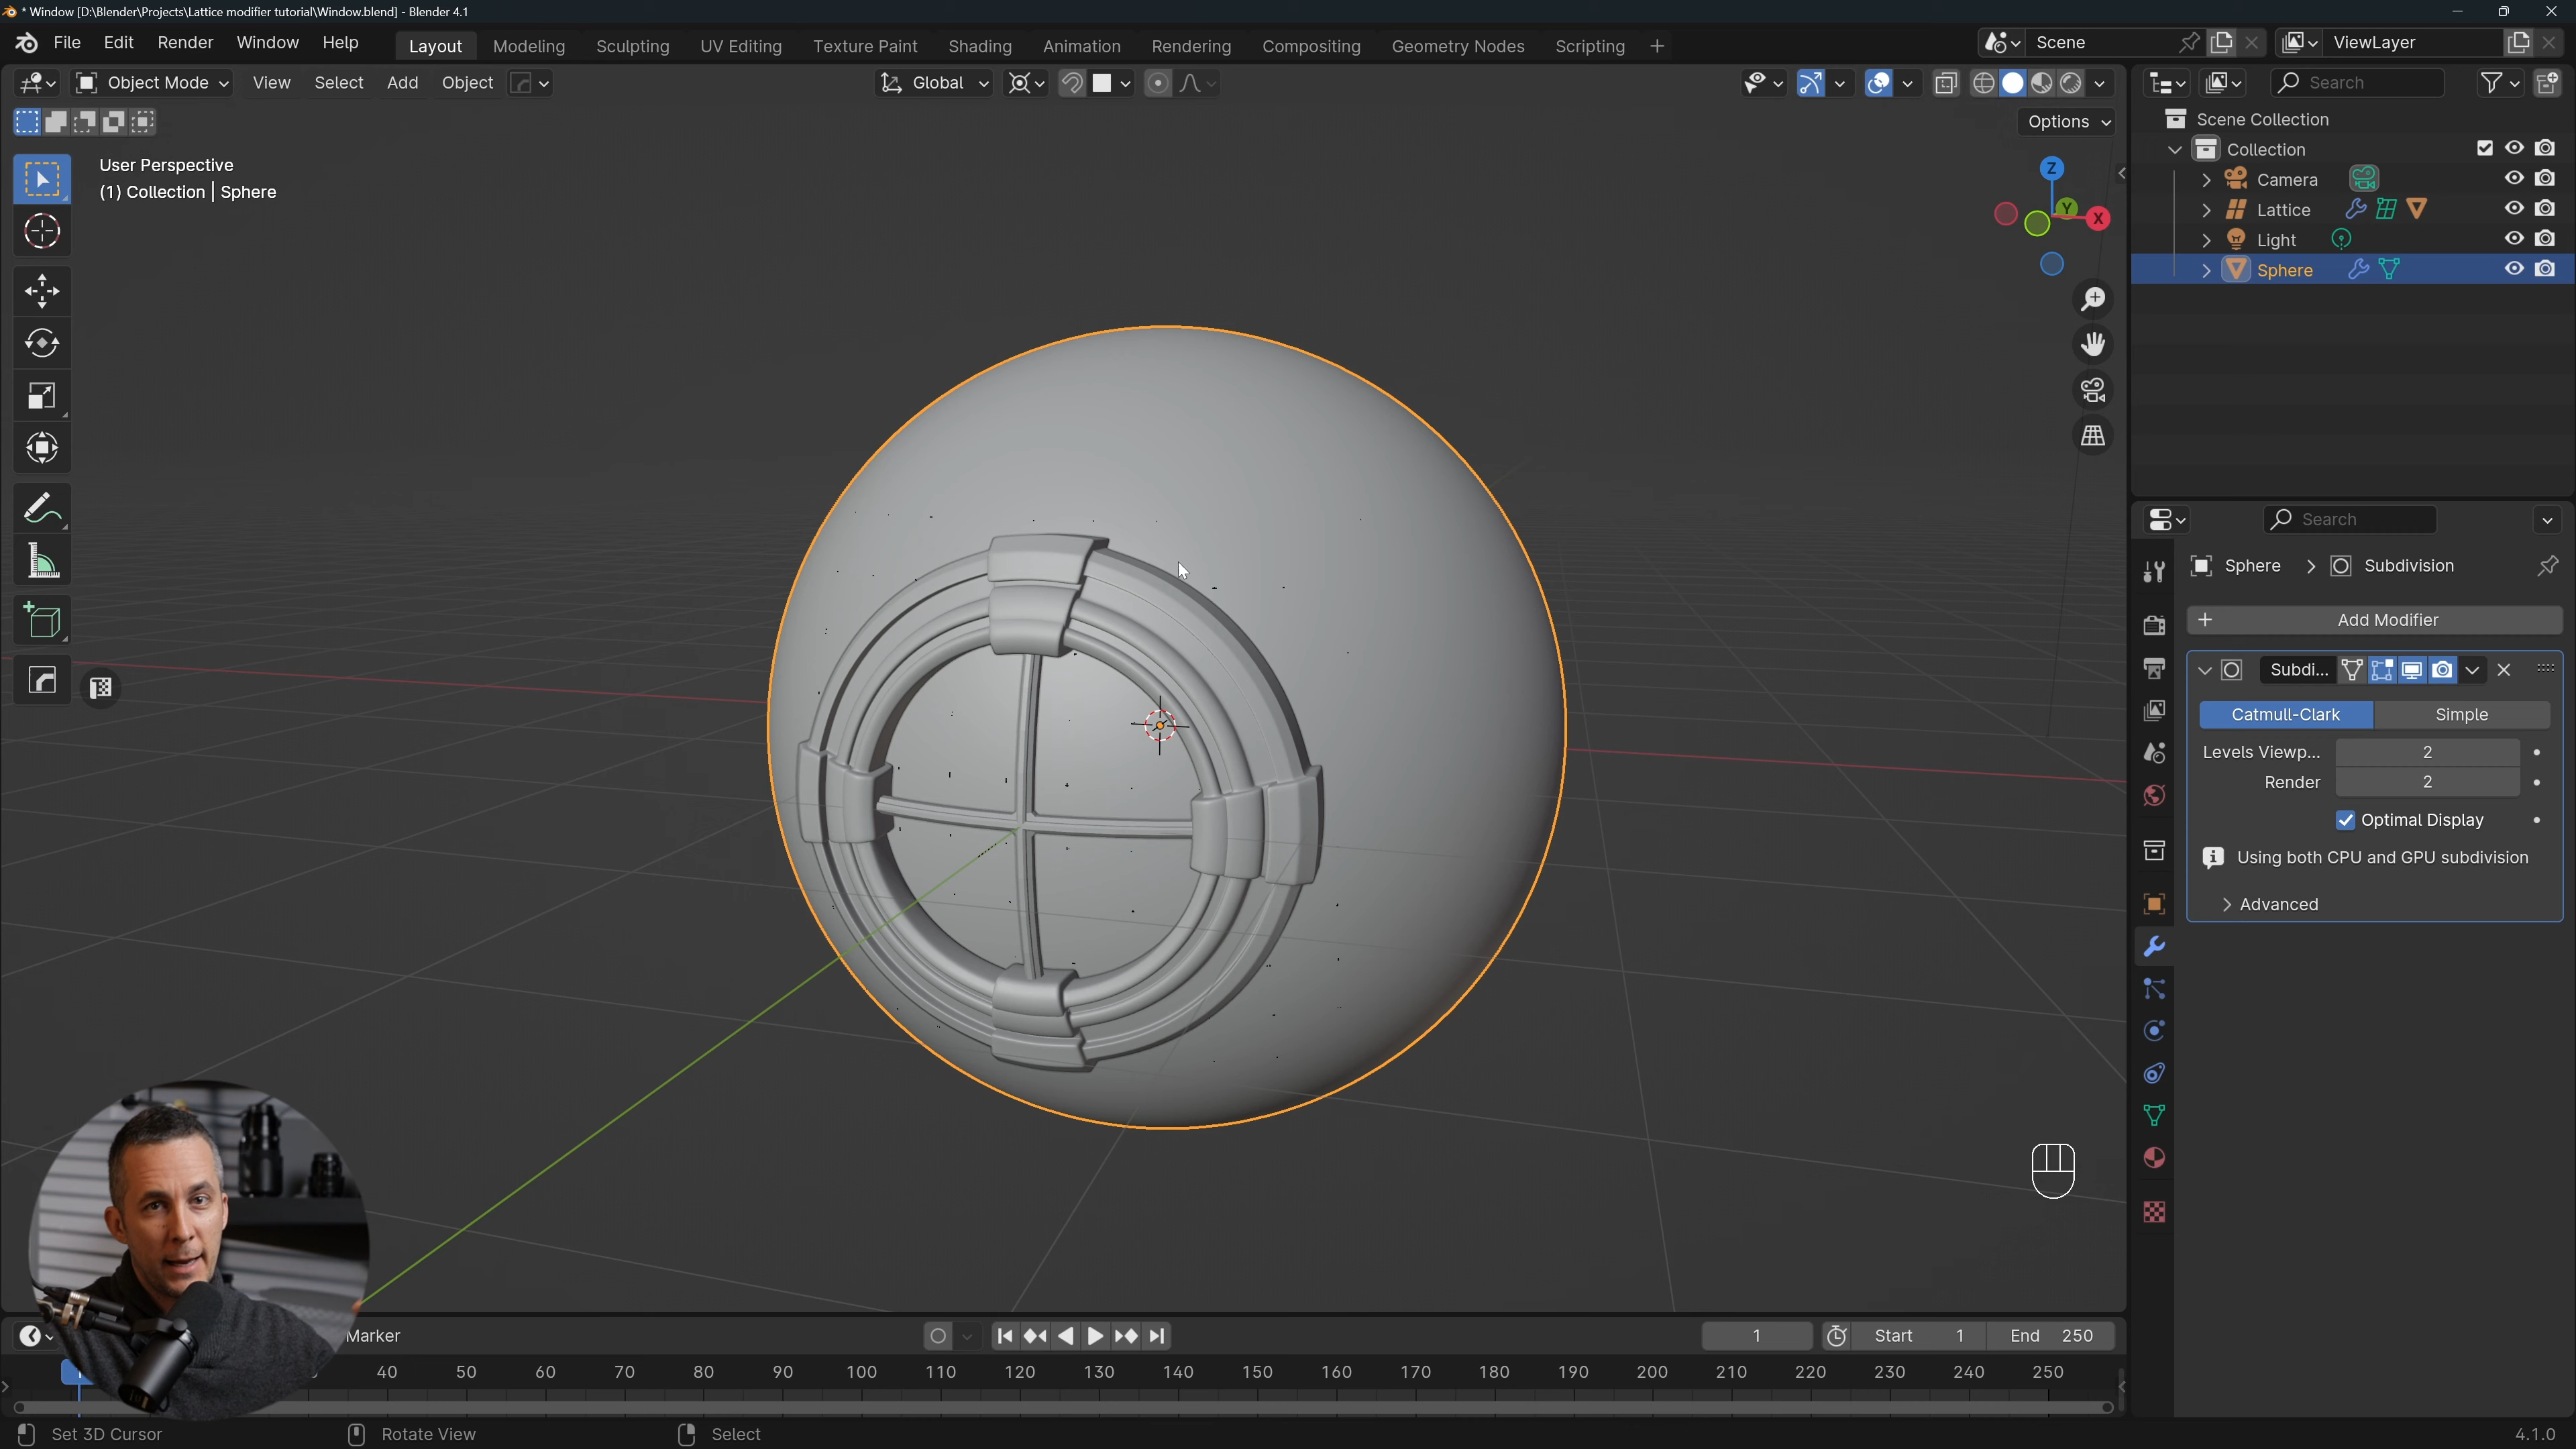 * Window [D:\Blender\Projects\Lattice modifier tutorial\Window.blend] - Blender 4.1
File Edit Render Window Help Layout Modeling Sculpting UV Editing Texture Paint Shading Animation Rendering Compositing Geometry Nodes Scripting + Scene ViewLayer
Object Mode View Select Add Object Global Search
Options
User Perspective
(1) Collection | Sphere
Z
Y
X
Scene Collection
Collection
Camera
Lattice
Light
Sphere
Search
Sphere > Subdivision
+ Add Modifier
Subdi...
Catmull-Clark Simple
Levels Viewp... 2
Render 2
Optimal Display
Using both CPU and GPU subdivision
Advanced
Marker 1 Start 1 End 250
40 50 60 70 80 90 100 110 120 130 140 150 160 170 180 190 200 210 220 230 240 250
Set 3D Cursor Rotate View Select 4.1.0